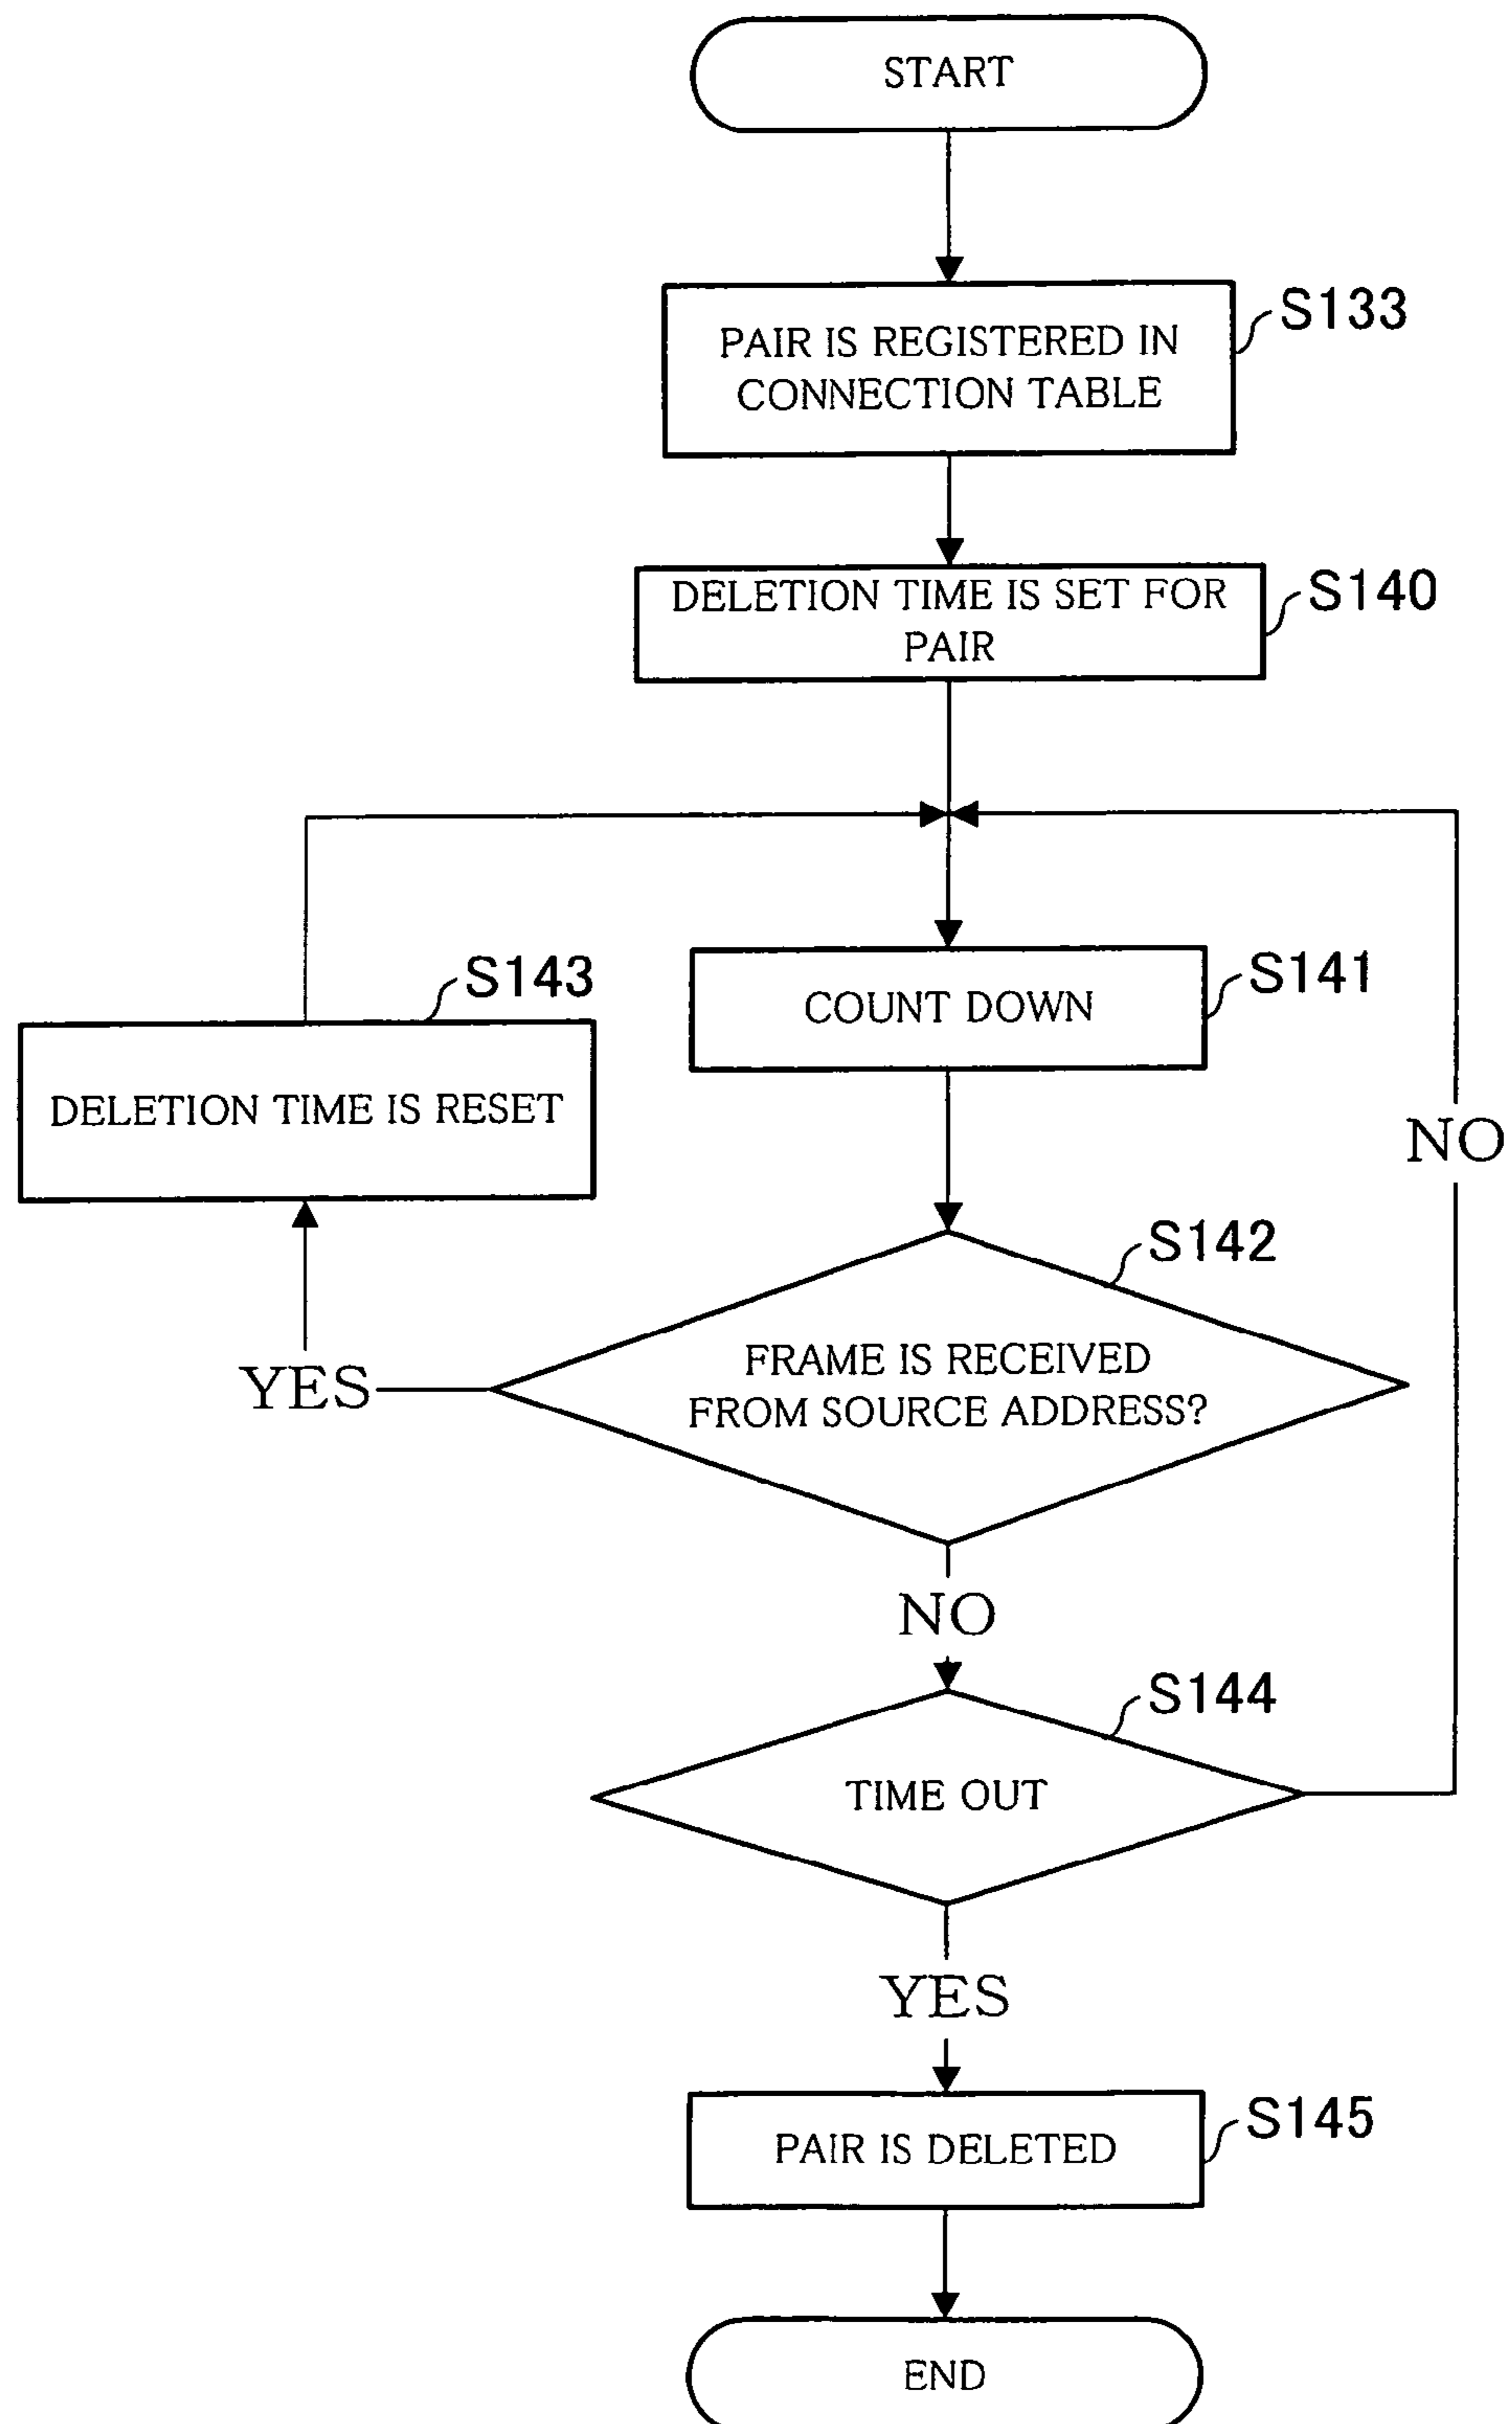 START
PAIR IS REGISTERED IN
CONNECTION TABLE
S133
DELETION TIME IS SET FOR
PAIR
S140
COUNT DOWN
S141
DELETION TIME IS RESET
S143
NO
FRAME IS RECEIVED
FROM SOURCE ADDRESS?
S142
YES
NO
TIME OUT
S144
YES
PAIR IS DELETED
S145
END